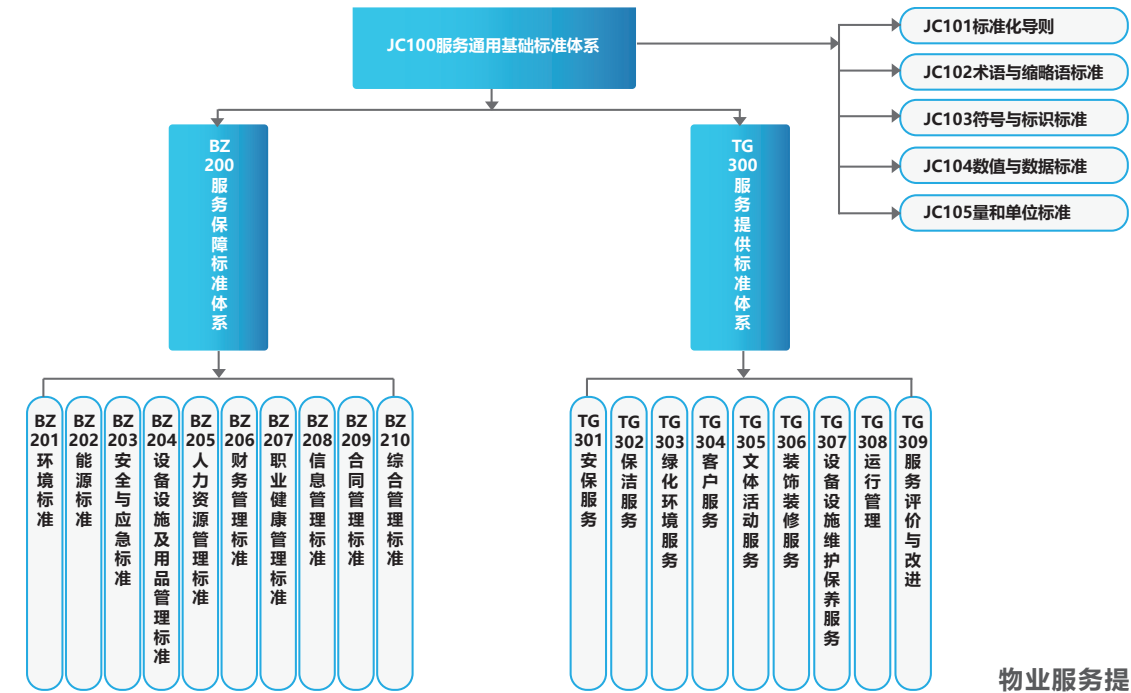 JC100服务通用基础标准体系
JC101标准化导则
JC102术语与缩略语标准
JC103符号与标识标准
JC104数值与数据标准
JC105量和单位标准
BZ200服务保障标准体系
TG300服务提供标准体系
BZ201环境标准
BZ202能源标准
BZ203安全与应急标准
BZ204设备设施及用品管理标准
BZ205人力资源管理标准
BZ206财务管理标准
BZ207职业健康管理标准
BZ208信息管理标准
BZ209合同管理标准
BZ210综合管理标准
TG301安保服务
TG302保洁服务
TG303绿化环境服务
TG304客户服务
TG305文体活动服务
TG306装饰装修服务
TG307设备设施维护保养服务
TG308运行管理
TG309服务评价与改进
物业服务提